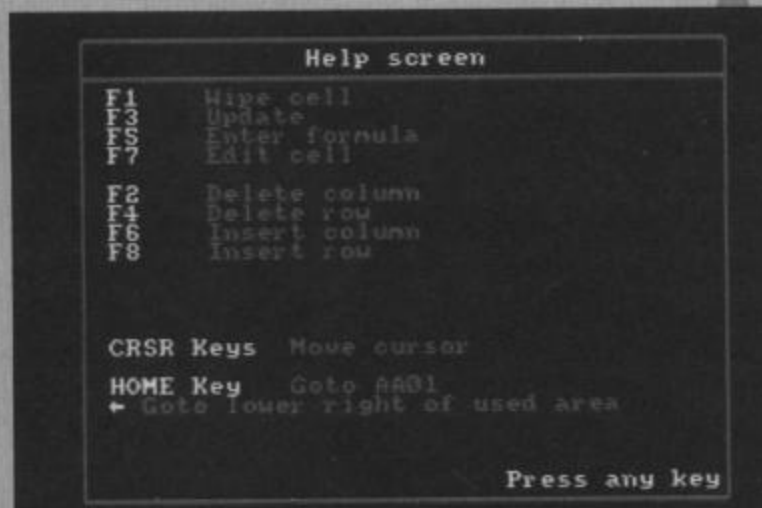 Help screen
F1 Wipe cell
F3 Update
F5 Enter formula
F7 Edit cell
F2 Delete column
F4 Delete row
F6 Insert column
F8 Insert row
CRSR Keys Move cursor
HOME Key Goto AA01
← Goto lower right of used area
Press any key